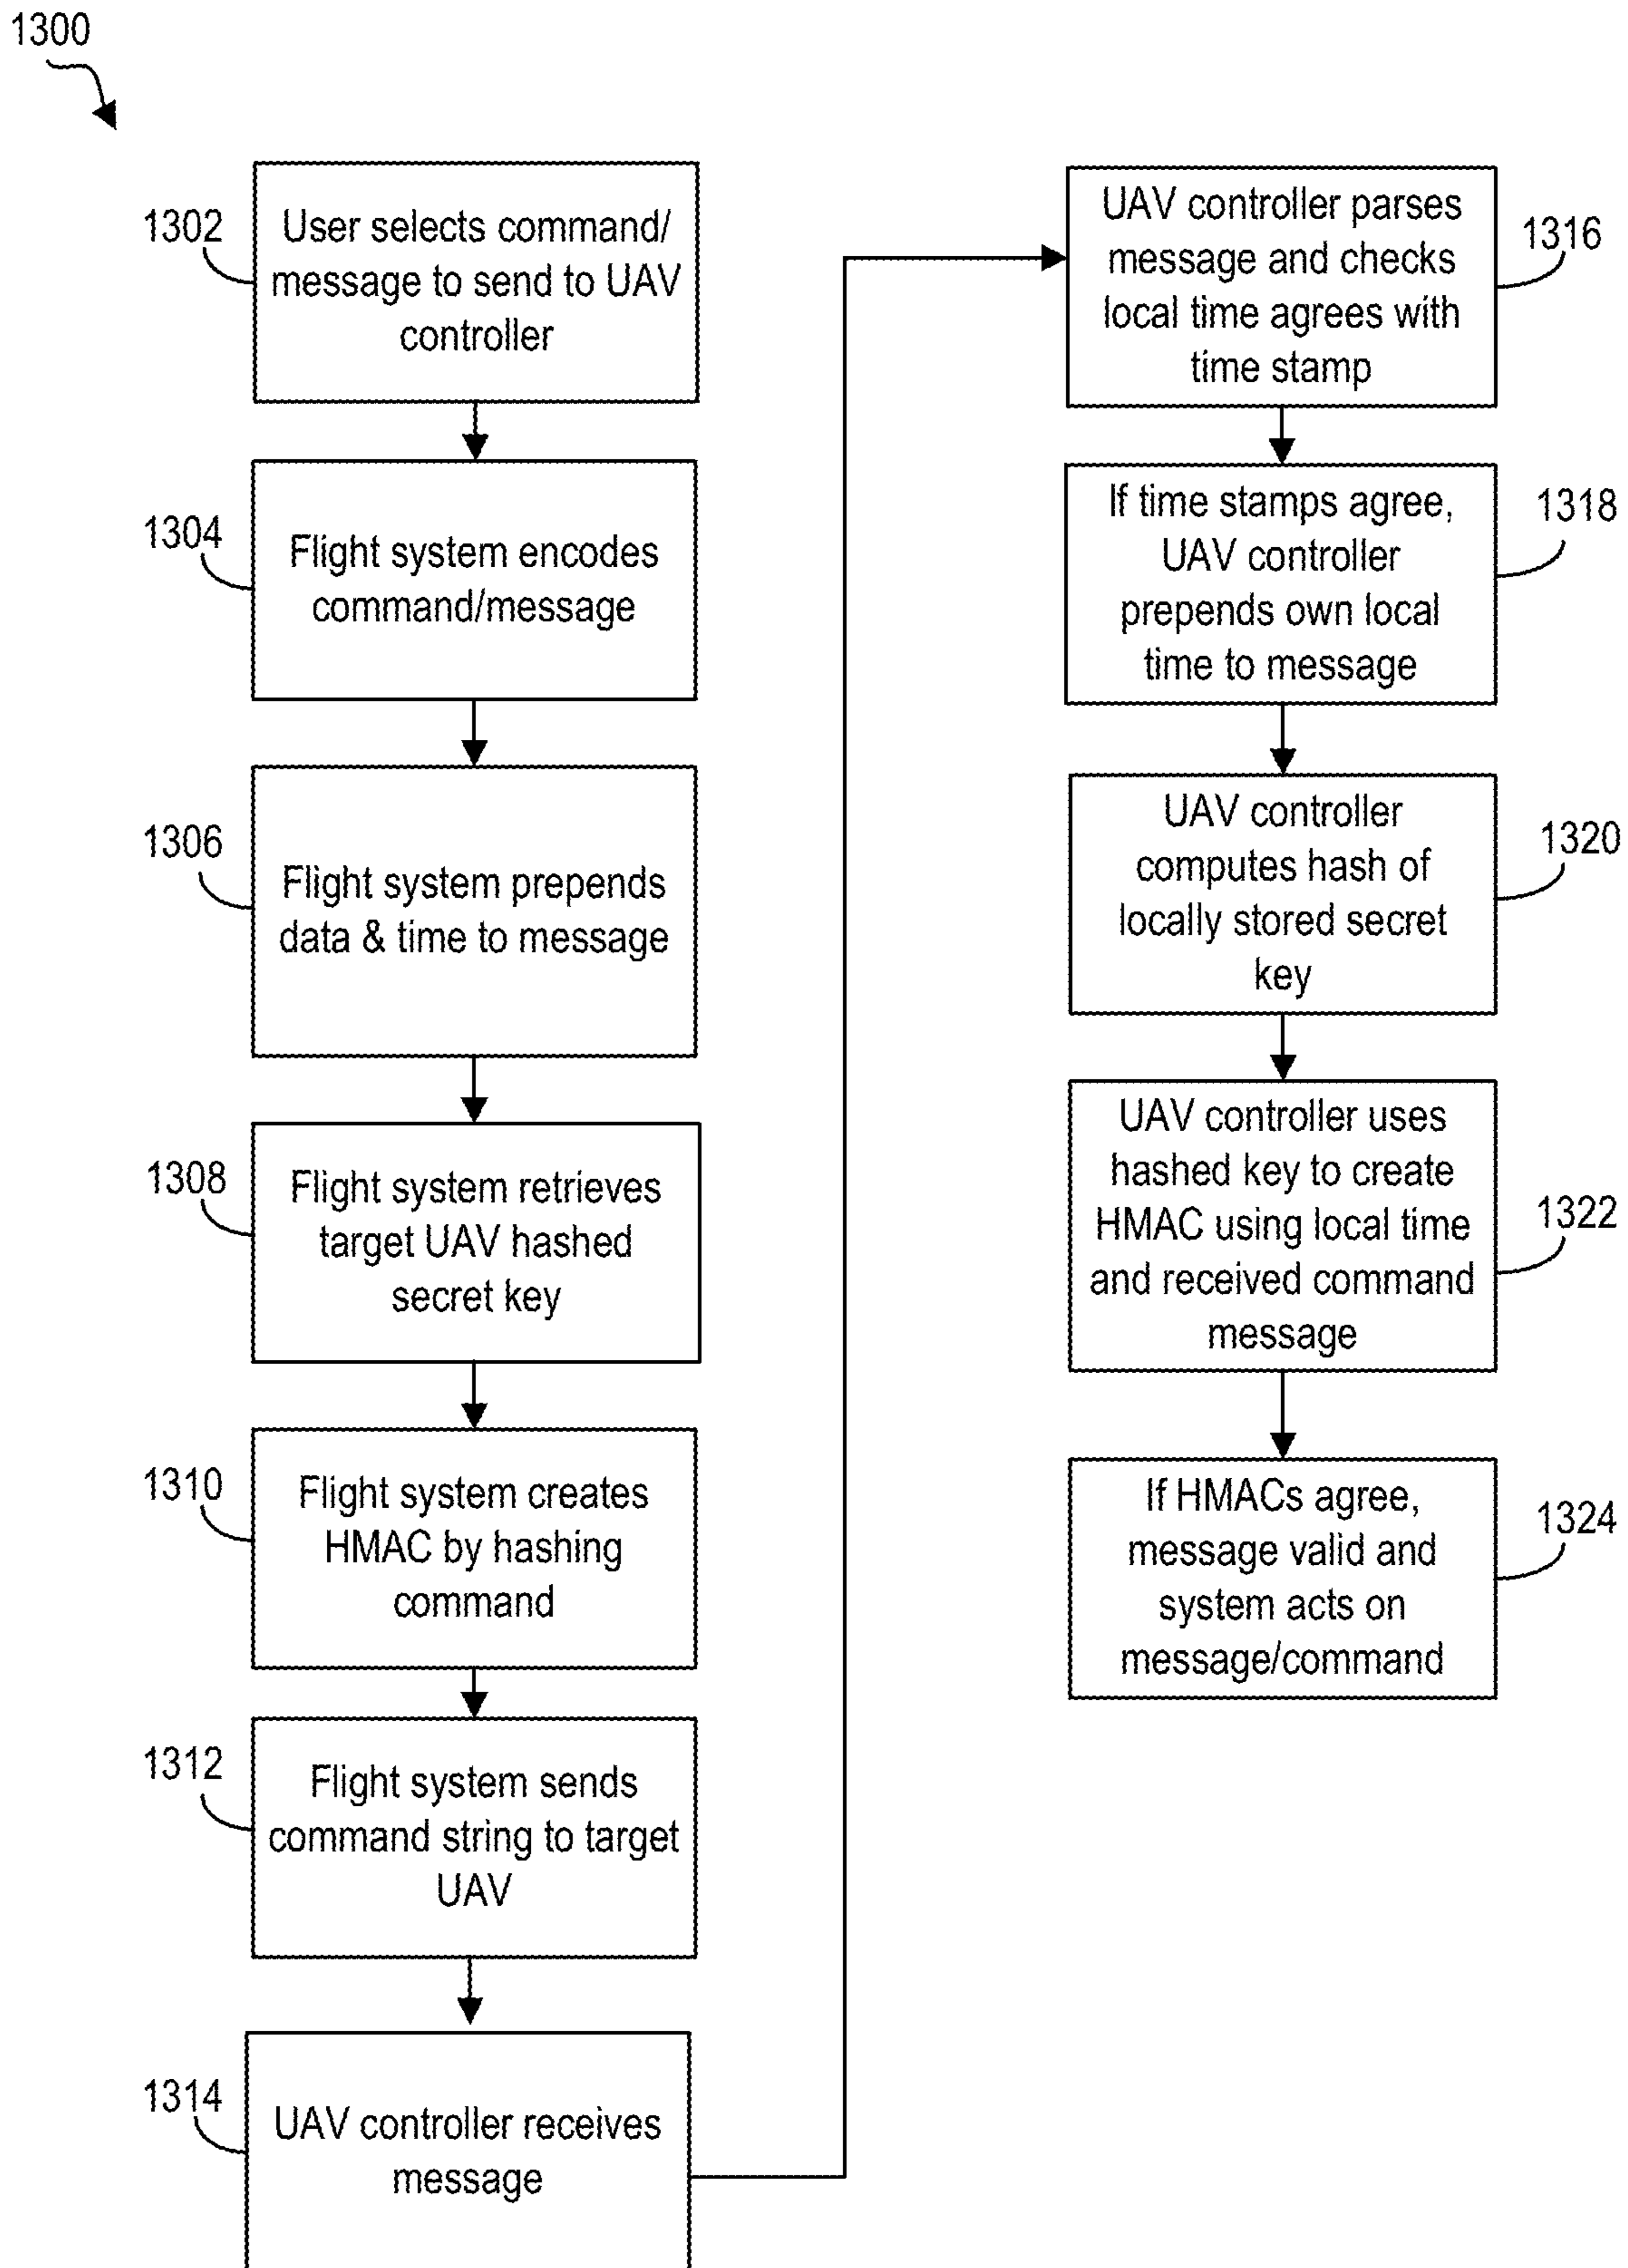 1300
1302
User selects command/
message to send to UAV
controller
1304
Flight system encodes
command/message
1306
Flight system prepends
data & time to message
1308
Flight system retrieves
target UAV hashed
secret key
1310
Flight system creates
HMAC by hashing
command
1312
Flight system sends
command string to target
UAV
1314
UAV controller receives
message
UAV controller parses
message and checks
local time agrees with
time stamp
1316
If time stamps agree,
UAV controller
prepends own local
time to message
1318
UAV controller
computes hash of
locally stored secret
key
1320
UAV controller uses
hashed key to create
HMAC using local time
and received command
message
1322
If HMACs agree,
message valid and
system acts on
message/command
1324